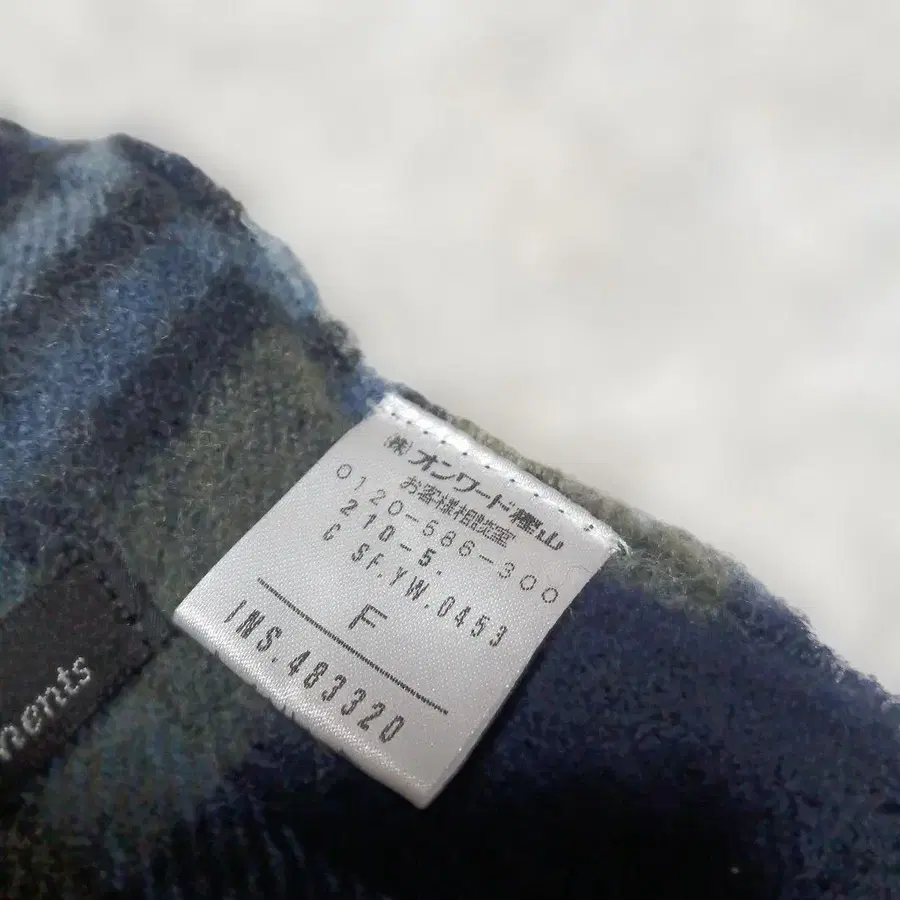 (株)オンワード樫山
お客様相談室
0120-586-300
210-5.
C SF.YW.0453
F
INS.483320